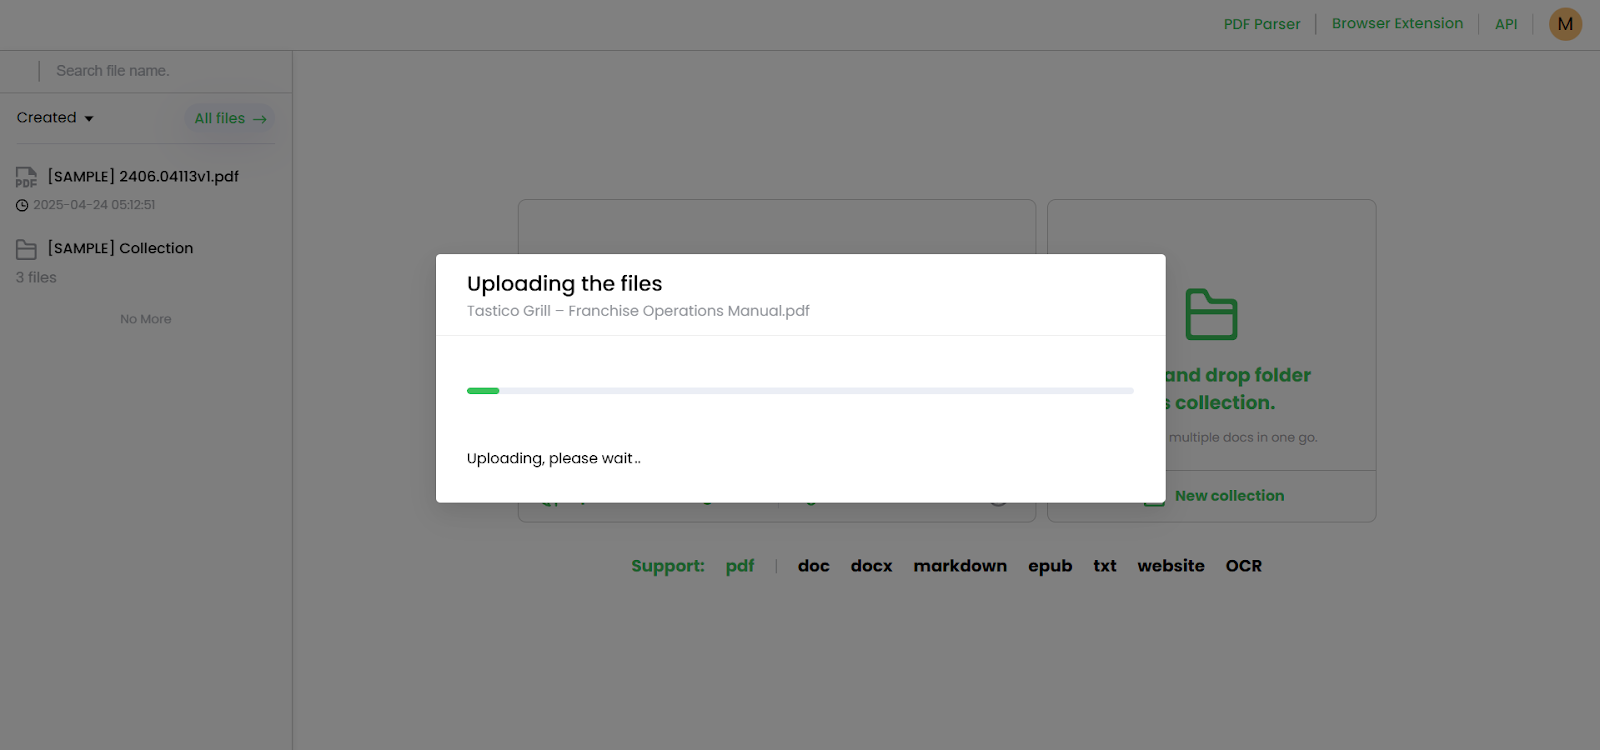 PDF Parser
Browser Extension
API
M
Search file name.
Created
All files →
PDF
[SAMPLE] 2406.04113v1.pdf
2025-04-24 05:12:51
[SAMPLE] Collection
3 files
No More
Uploading the files
Tastico Grill – Franchise Operations Manual.pdf
Uploading, please wait..
and drop folder
collection.
multiple docs in one go.
New collection
Support: pdf | doc docx markdown epub txt website OCR